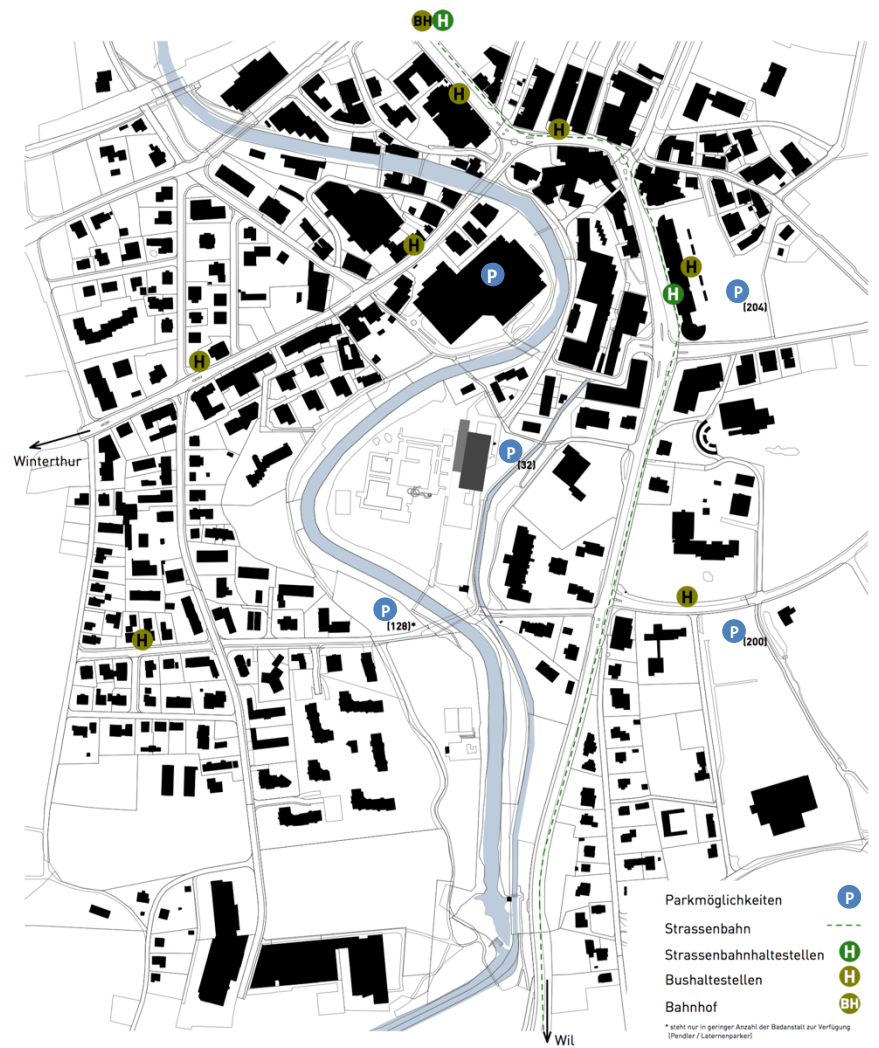 BH H
H
H
H
H
P
P
(204)
H
H
Winterthur
P
(32)
H
P
(128)*
P
(200)
H
Parkmöglichkeiten P
Strassenbahn
Strassenbahnhaltestellen H
Bushaltestellen H
Bahnhof BH
* steht nur in geringer Anzahl der Badanstalt zur Verfügung
(Pendler / Laternenparker)
Wil